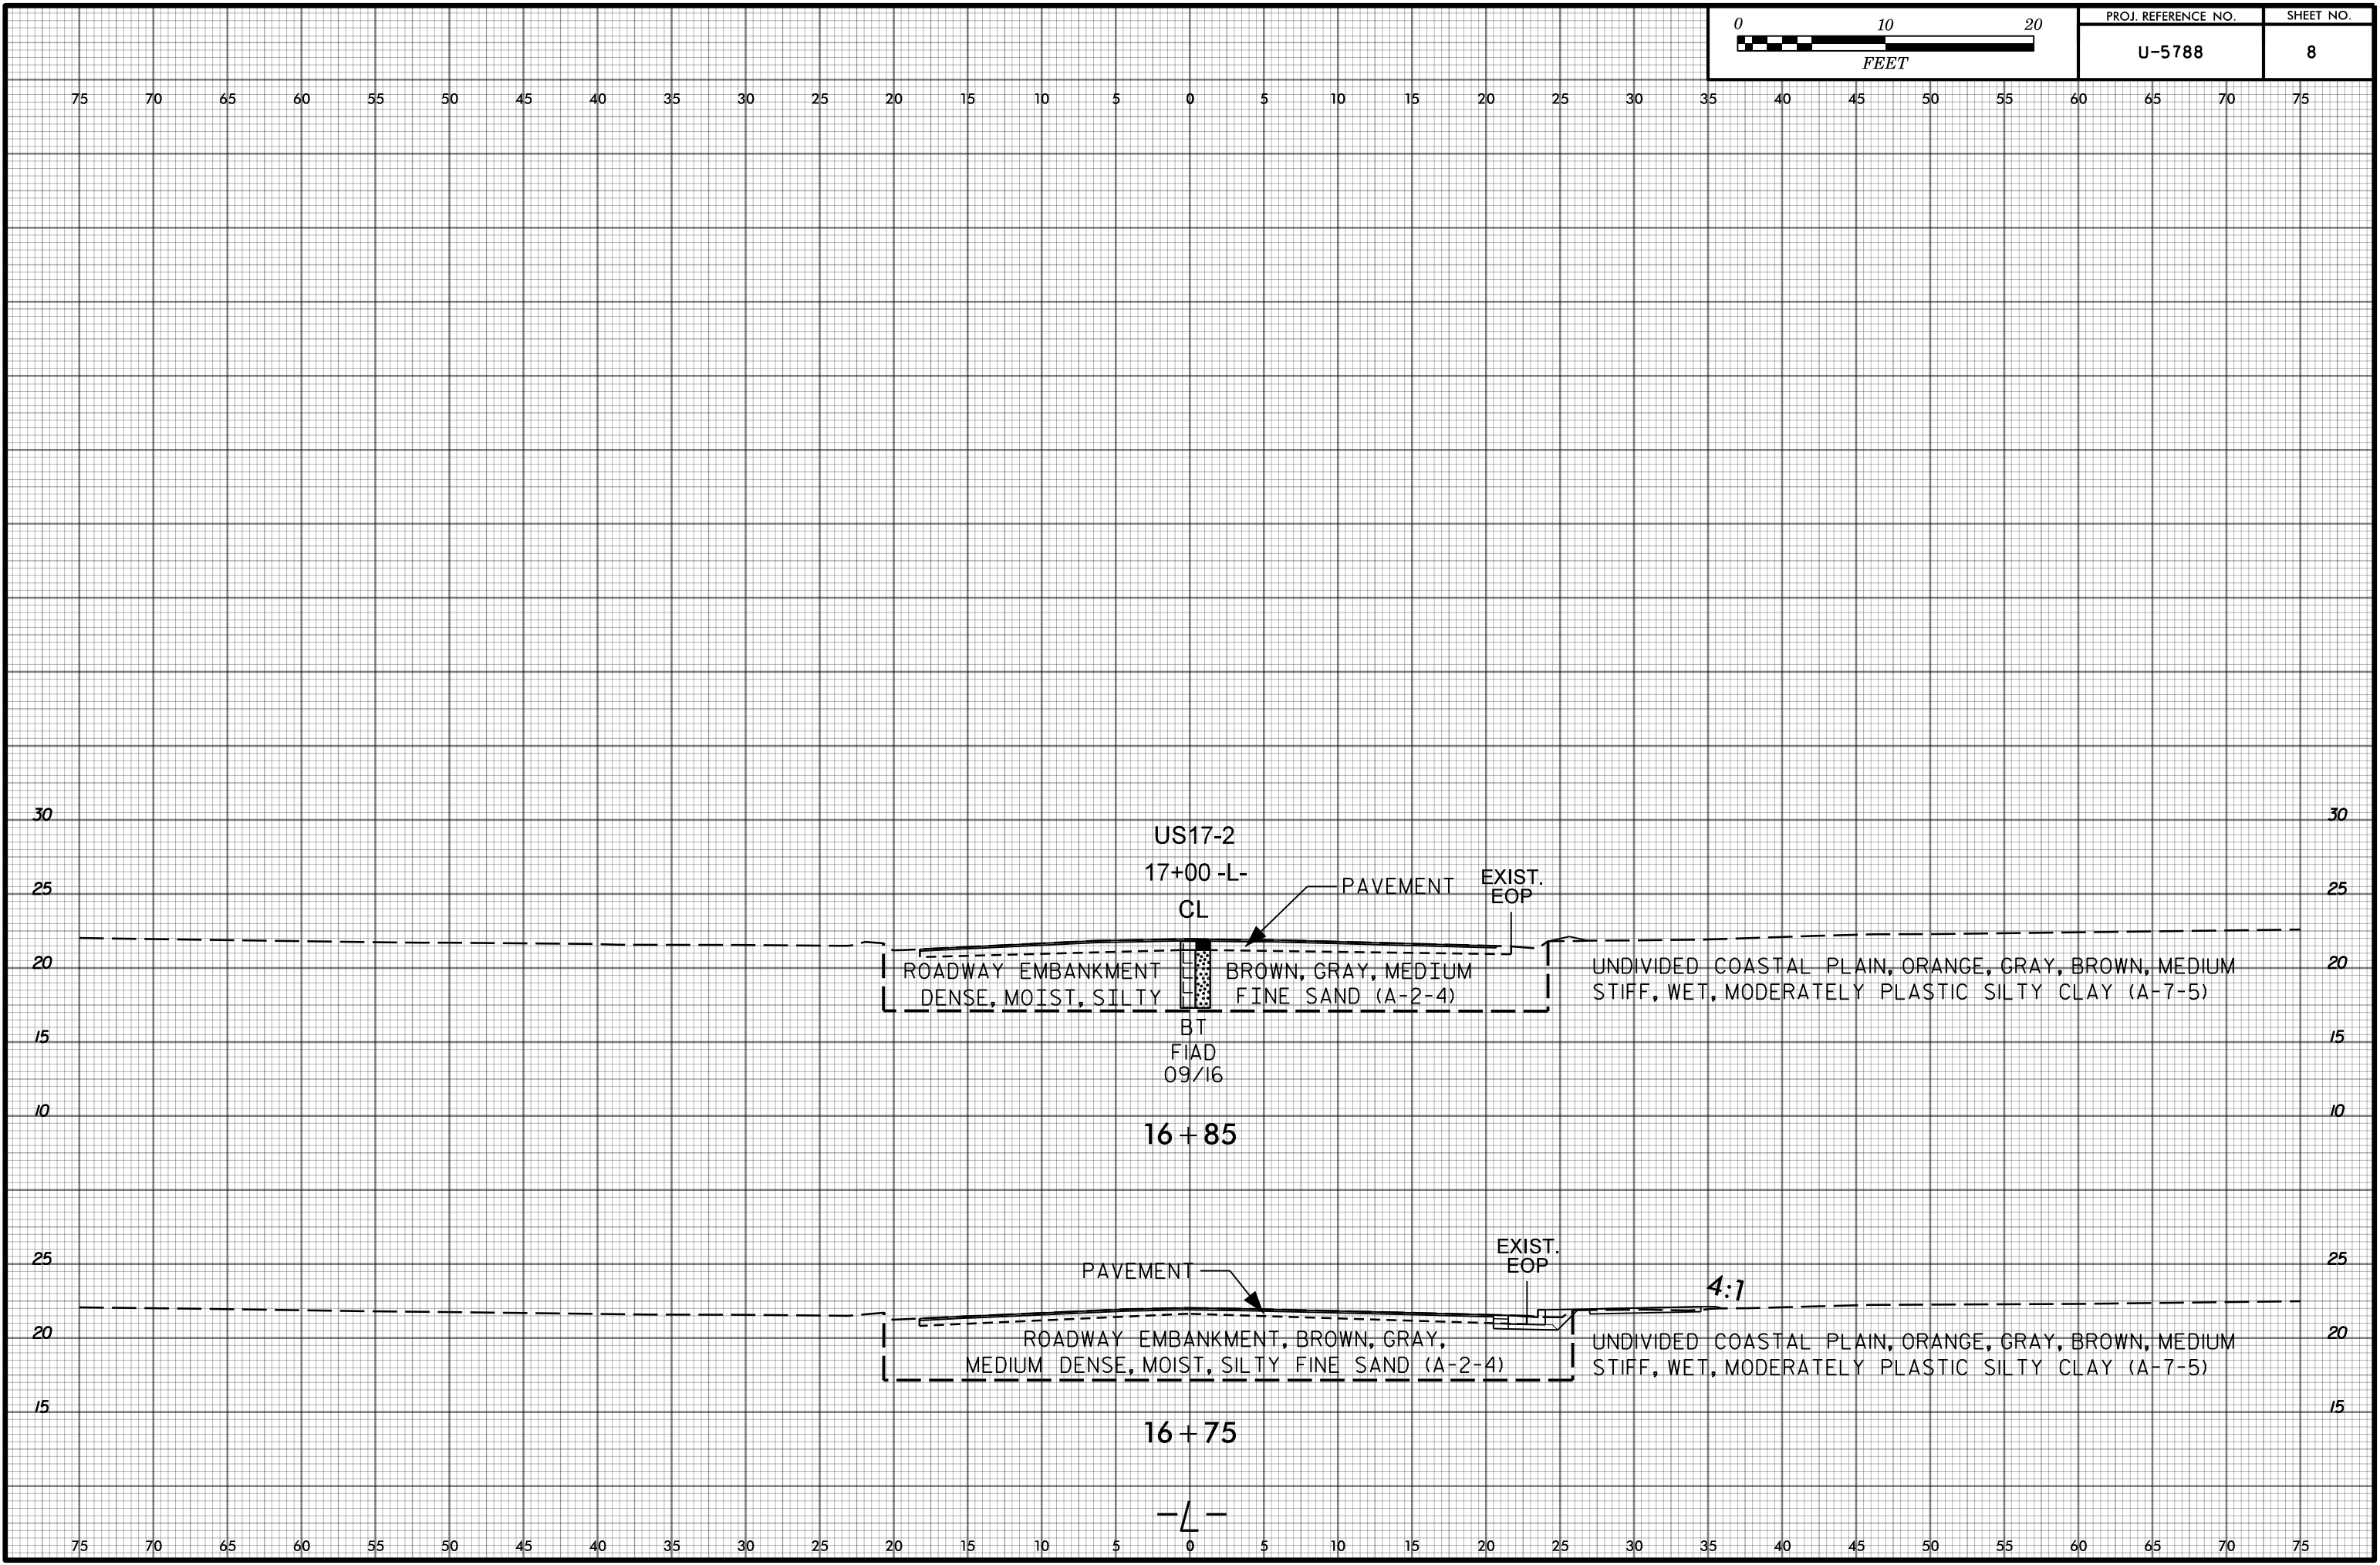 0 10 20
FEET
PROJ. REFERENCE NO. SHEET NO.
U-5788 8
75 70 65 60 55 50 45 40 35 30 25 20 15 10 5 0 5 10 15 20 25 30 35 40 45 50 55 60 65 70 75
30 30
US17-2
17+00 -L-
CL
25 25
PAVEMENT
EXIST.
EOP
20 20
ROADWAY EMBANKMENT BROWN, GRAY, MEDIUM
DENSE, MOIST, SILTY FINE SAND (A-2-4)
UNDIVIDED COASTAL PLAIN, ORANGE, GRAY, BROWN, MEDIUM
STIFF, WET, MODERATELY PLASTIC SILTY CLAY (A-7-5)
BT
FIAD
09/16
15 15
10 10
16+85
25 25
PAVEMENT
EXIST.
EOP
4:1
20 20
ROADWAY EMBANKMENT, BROWN, GRAY,
MEDIUM DENSE, MOIST, SILTY FINE SAND (A-2-4)
UNDIVIDED COASTAL PLAIN, ORANGE, GRAY, BROWN, MEDIUM
STIFF, WET, MODERATELY PLASTIC SILTY CLAY (A-7-5)
15 15
16+75
-L-
75 70 65 60 55 50 45 40 35 30 25 20 15 10 5 0 5 10 15 20 25 30 35 40 45 50 55 60 65 70 75